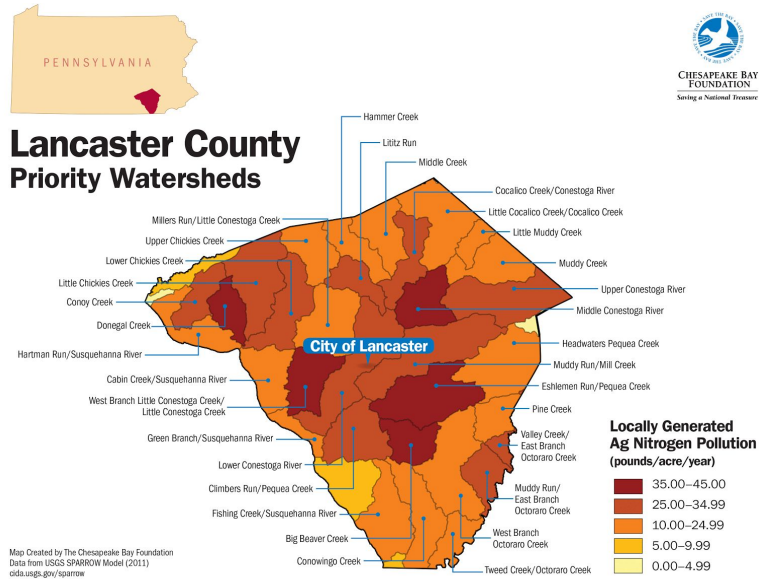 PENNSYLVANIA
SAVE THE BAY
CHESAPEAKE BAY
FOUNDATION
Saving a National Treasure
Lancaster County
Priority Watersheds
Hammer Creek
Lititz Run
Middle Creek
Cocalico Creek/Conestoga River
Little Cocalico Creek/Cocalico Creek
Little Muddy Creek
Muddy Creek
Upper Conestoga River
Middle Conestoga River
Headwaters Pequea Creek
Muddy Run/Mill Creek
Eshlemen Run/Pequea Creek
Pine Creek
Valley Creek/
East Branch
Octoraro Creek
Muddy Run/
East Branch
Octoraro Creek
West Branch
Octoraro Creek
Tweed Creek/Octoraro Creek
Millers Run/Little Conestoga Creek
Upper Chickies Creek
Lower Chickies Creek
Little Chickies Creek
Conoy Creek
Donegal Creek
Hartman Run/Susquehanna River
City of Lancaster
Cabin Creek/Susquehanna River
West Branch Little Conestoga Creek/
Little Conestoga Creek
Green Branch/Susquehanna River
Lower Conestoga River
Climbers Run/Pequea Creek
Fishing Creek/Susquehanna River
Big Beaver Creek
Conowingo Creek
Locally Generated
Ag Nitrogen Pollution
(pounds/acre/year)
35.00–45.00
25.00–34.99
10.00–24.99
5.00–9.99
0.00–4.99
Map Created by The Chesapeake Bay Foundation
Data from USGS SPARROW Model (2011)
cida.usgs.gov/sparrow